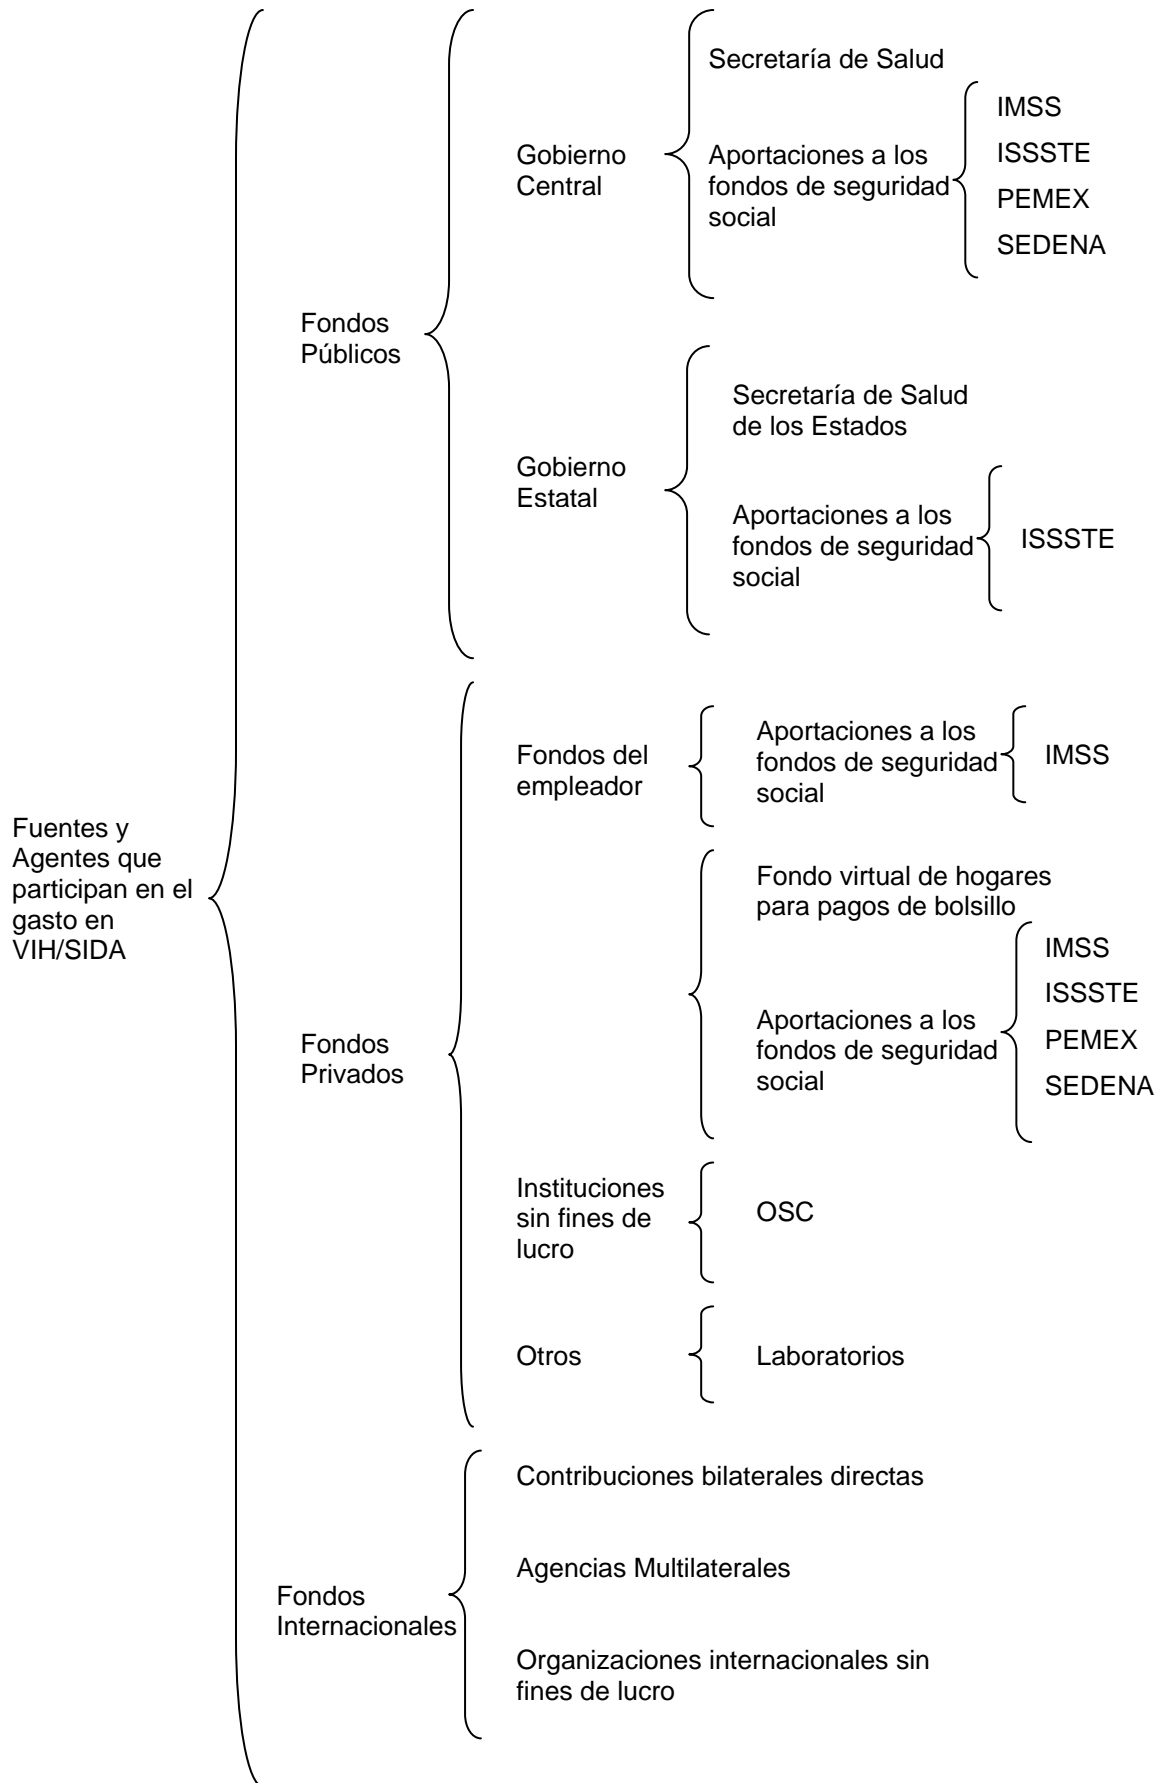 Fuentes y
Agentes que
participan en el
gasto en
VIH/SIDA
Fondos
Públicos
Gobierno
Central
Secretaría de Salud
Aportaciones a los
fondos de seguridad
social
IMSS
ISSSTE
PEMEX
SEDENA
Gobierno
Estatal
Secretaría de Salud
de los Estados
Aportaciones a los
fondos de seguridad
social
ISSSTE
Fondos
Privados
Fondos del
empleador
Aportaciones a los
fondos de seguridad
social
IMSS
Fondo virtual de hogares
para pagos de bolsillo
Aportaciones a los
fondos de seguridad
social
IMSS
ISSSTE
PEMEX
SEDENA
Instituciones
sin fines de
lucro
OSC
Otros
Laboratorios
Fondos
Internacionales
Contribuciones bilaterales directas
Agencias Multilaterales
Organizaciones internacionales sin
fines de lucro